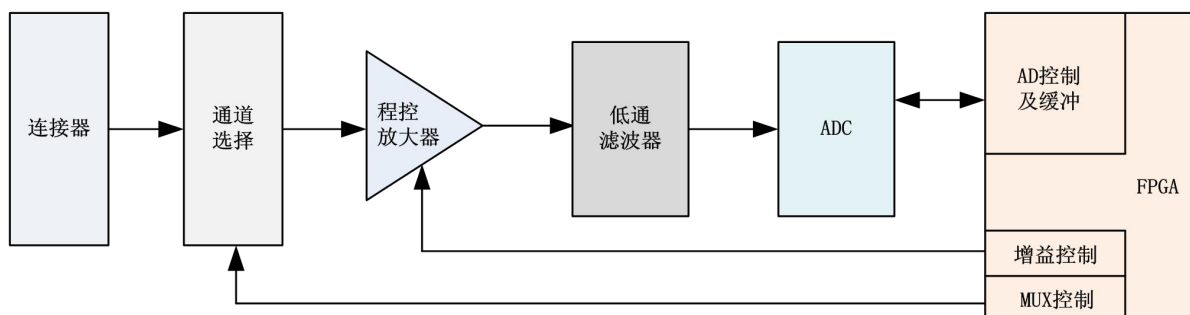 连接器
通道
选择
程控
放大器
低通
滤波器
ADC
AD控制
及缓冲
FPGA
增益控制
MUX控制